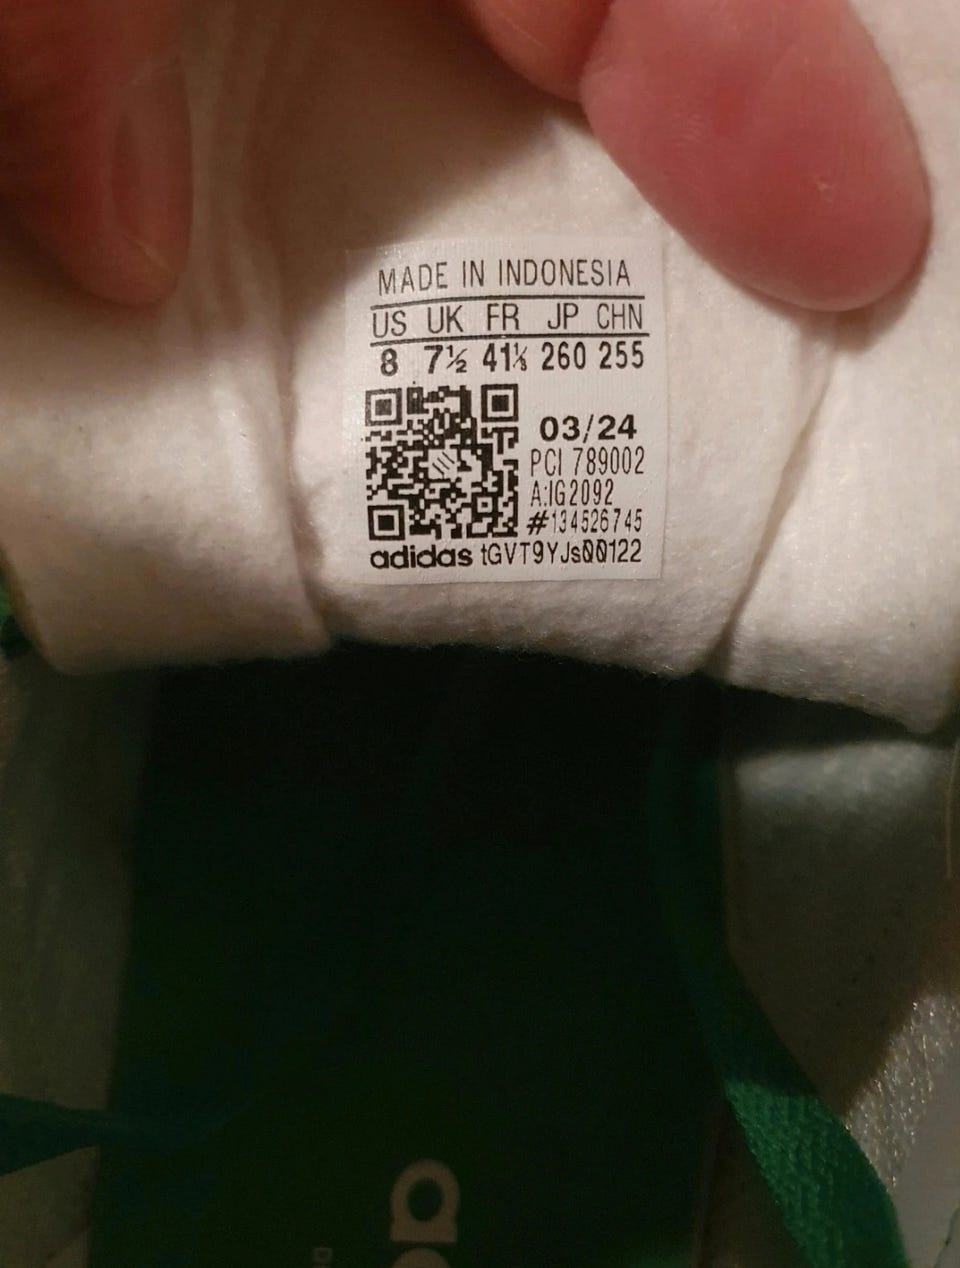 MADE IN INDONESIA
US UK FR JP CHN
8 7½ 41⅓ 260 255
03/24
PCI 789002
A:IG2092
#134526745
adidas tGVT9YJs00122